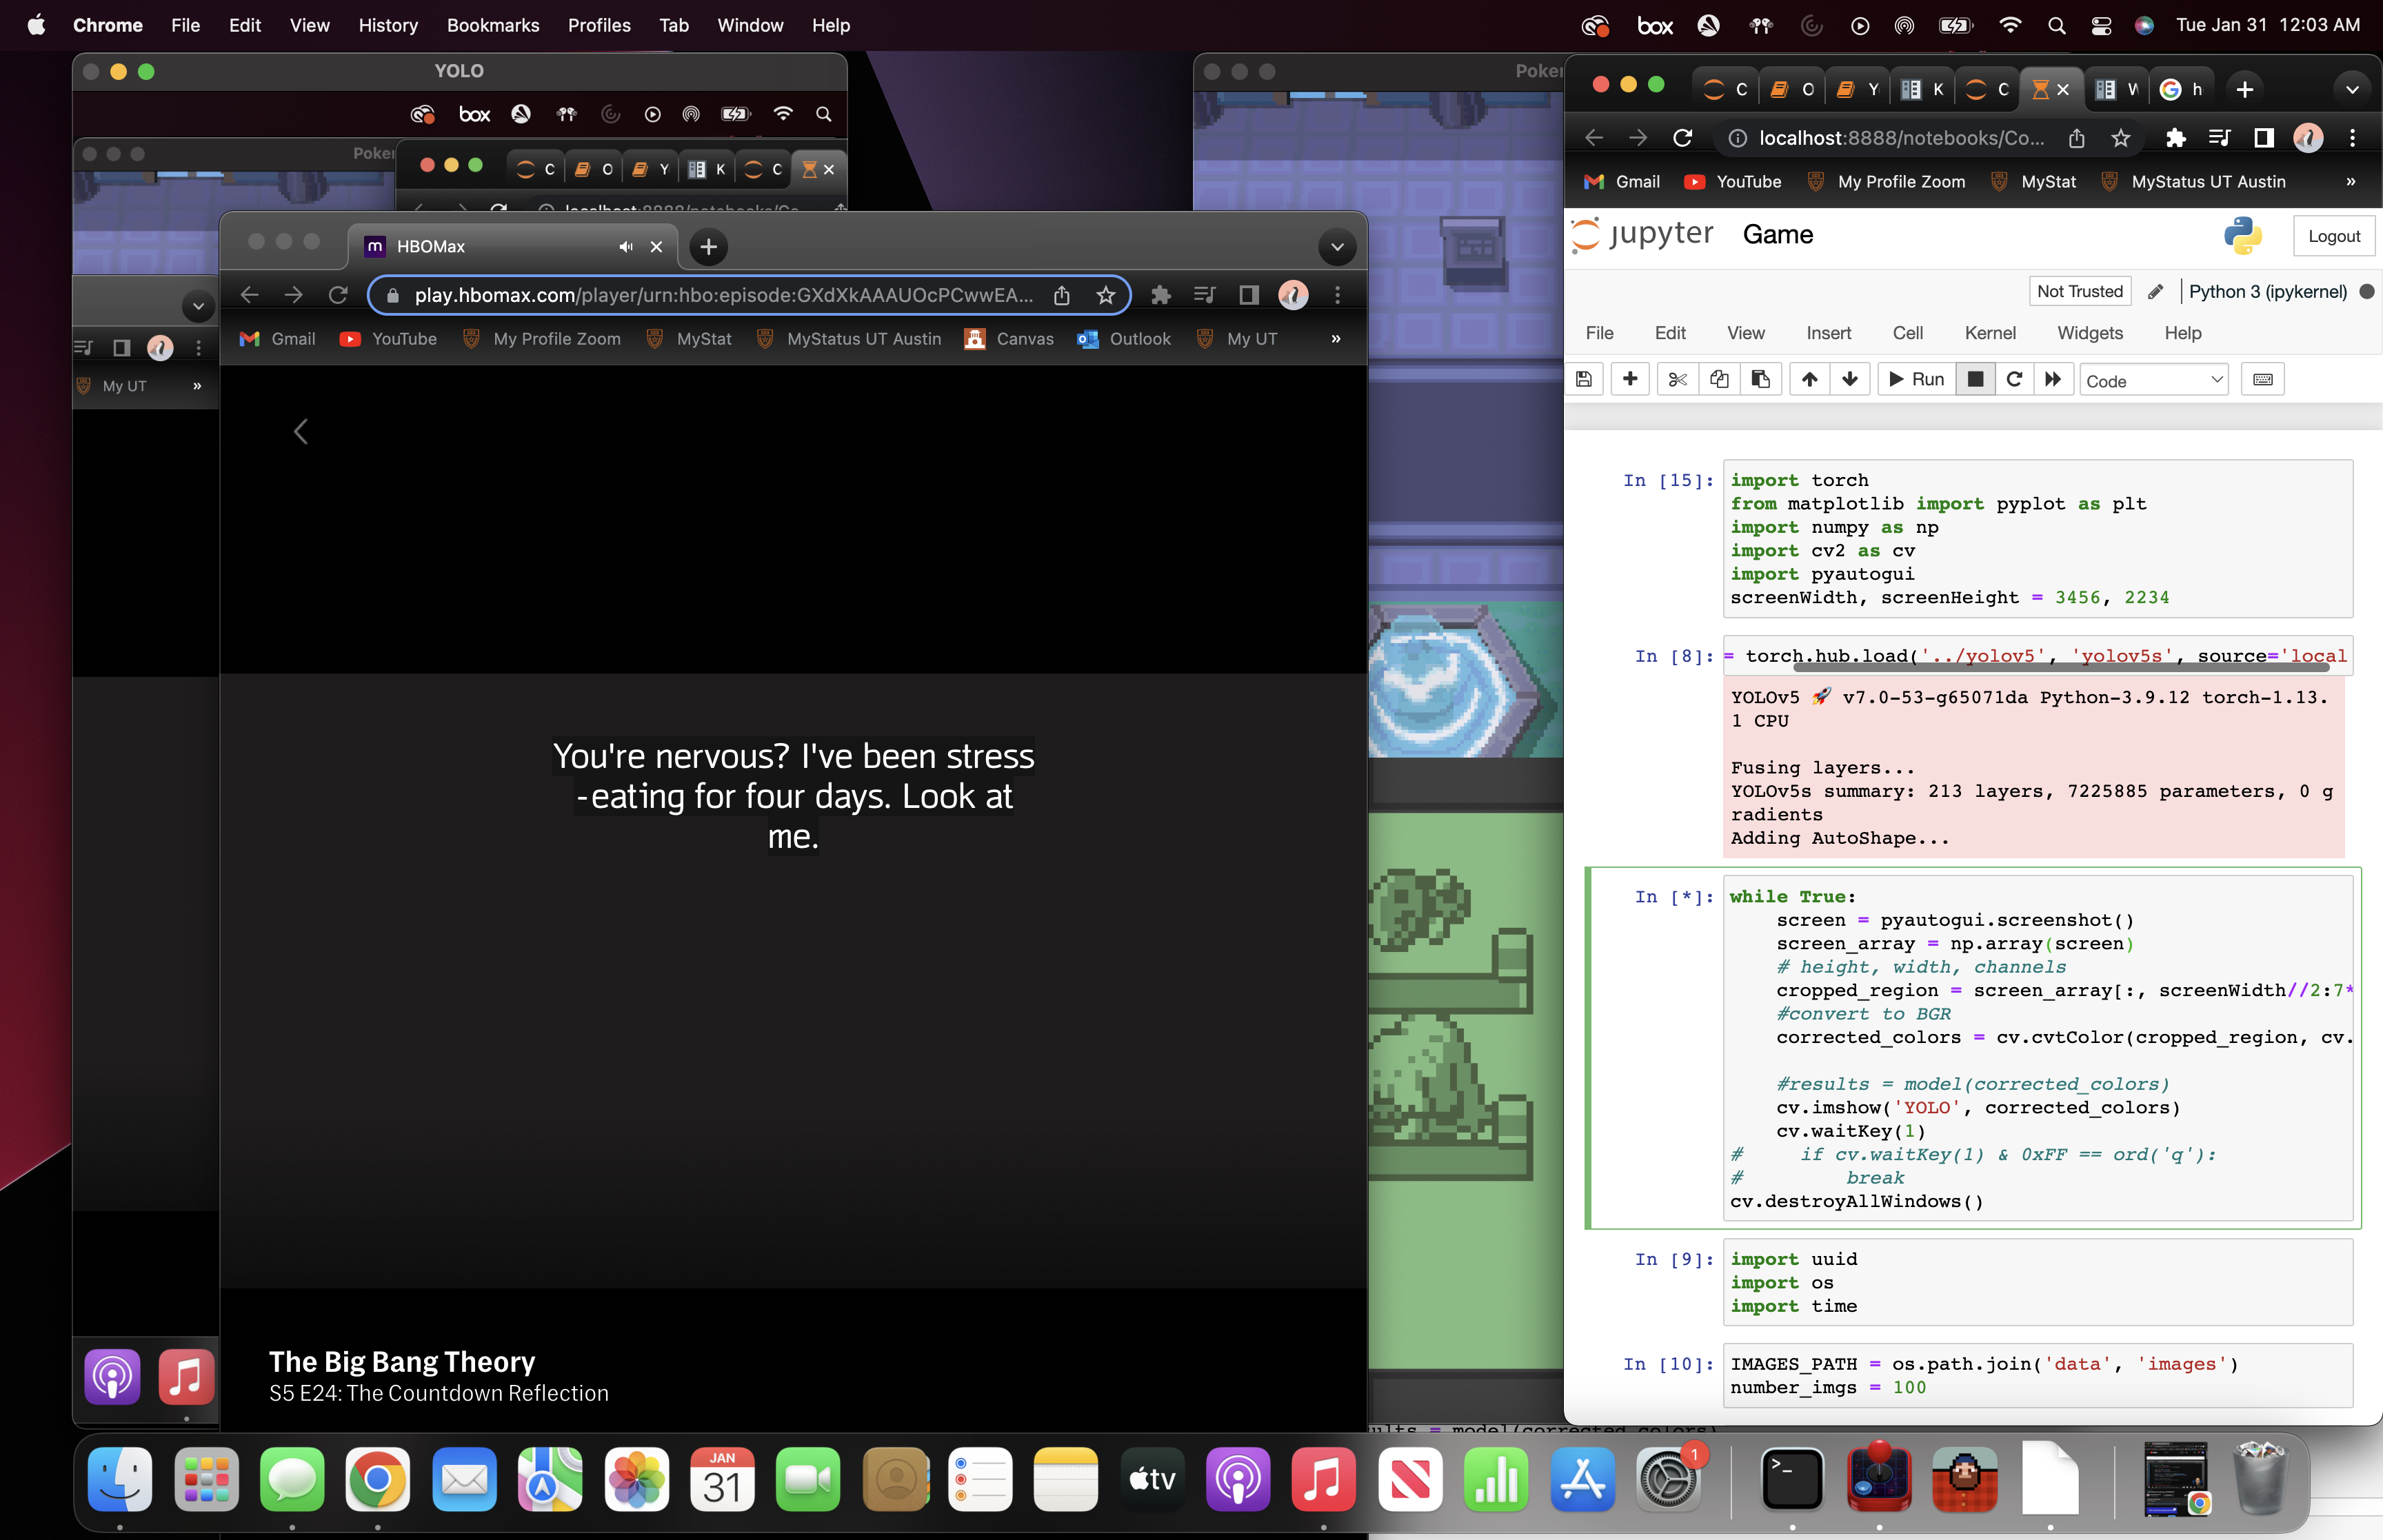 Chrome File Edit View History Bookmarks Profiles Tab Window Help
box Tue Jan 31 12:03 AM
YOLO
box
Poker
C O Y K C
Poker
C O Y K C W h
localhost:8888/notebooks/Co...
Gmail YouTube My Profile Zoom MyStat MyStatus UT Austin »
localhost:8888/notebooks/Co
HBOMax
play.hbomax.com/player/urn:hbo:episode:GXdXkAAAUOcPCwwEA...
Gmail YouTube My Profile Zoom MyStat MyStatus UT Austin Canvas Outlook My UT »
My UT »
You're nervous? I've been stress
-eating for four days. Look at
me.
The Big Bang Theory
S5 E24: The Countdown Reflection
jupyter Game
Logout
Not Trusted Python 3 (ipykernel)
File Edit View Insert Cell Kernel Widgets Help
Run Code
In [15]:
import torch
from matplotlib import pyplot as plt
import numpy as np
import cv2 as cv
import pyautogui
screenWidth, screenHeight = 3456, 2234
In [8]:
= torch.hub.load('../yolov5', 'yolov5s', source='local
YOLOv5 🚀 v7.0-53-g65071da Python-3.9.12 torch-1.13.
1 CPU
Fusing layers...
YOLOv5s summary: 213 layers, 7225885 parameters, 0 g
radients
Adding AutoShape...
In [*]:
while True:
    screen = pyautogui.screenshot()
    screen_array = np.array(screen)
    # height, width, channels
    cropped_region = screen_array[:, screenWidth//2:7*
    #convert to BGR
    corrected_colors = cv.cvtColor(cropped_region, cv.
    #results = model(corrected_colors)
    cv.imshow('YOLO', corrected_colors)
    cv.waitKey(1)
#     if cv.waitKey(1) & 0xFF == ord('q'):
#         break
cv.destroyAllWindows()
In [9]:
import uuid
import os
import time
In [10]:
IMAGES_PATH = os.path.join('data', 'images')
number_imgs = 100
ults = model(corrected_colors)
JAN
31
tv
1
>_